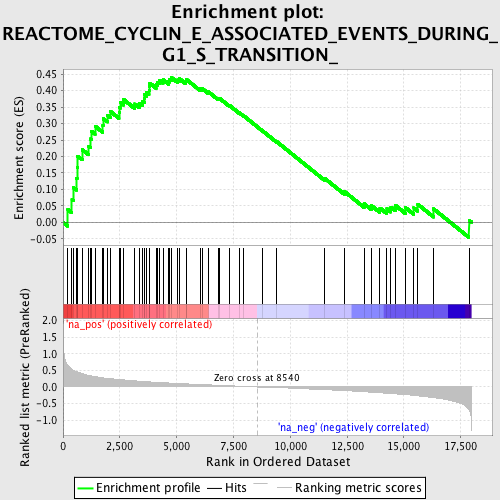 Enrichment plot:
REACTOME_CYCLIN_E_ASSOCIATED_EVENTS_DURING_
G1_S_TRANSITION_
Enrichment score (ES)
0.45
0.40
0.35
0.30
0.25
0.20
0.15
0.10
0.05
0.00
-0.05
'na_pos' (positively correlated)
Ranked list metric (PreRanked)
2.0
1.5
1.0
0.5
0.0
-0.5
-1.0
Zero cross at 8540
'na_neg' (negatively correlated)
0
2,500
5,000
7,500
10,000
12,500
15,000
17,500
Rank in Ordered Dataset
Enrichment profile
Hits
Ranking metric scores